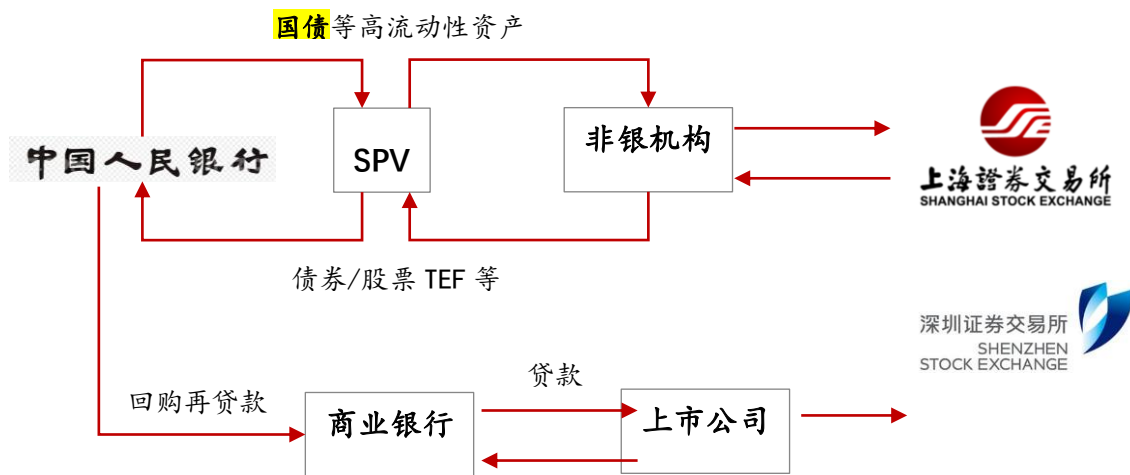 国债等高流动性资产
中国人民银行
SPV
非银机构
上海證券交易所
SHANGHAI STOCK EXCHANGE
债券/股票 TEF 等
深圳证券交易所
SHENZHEN
STOCK EXCHANGE
回购再贷款
贷款
商业银行
上市公司